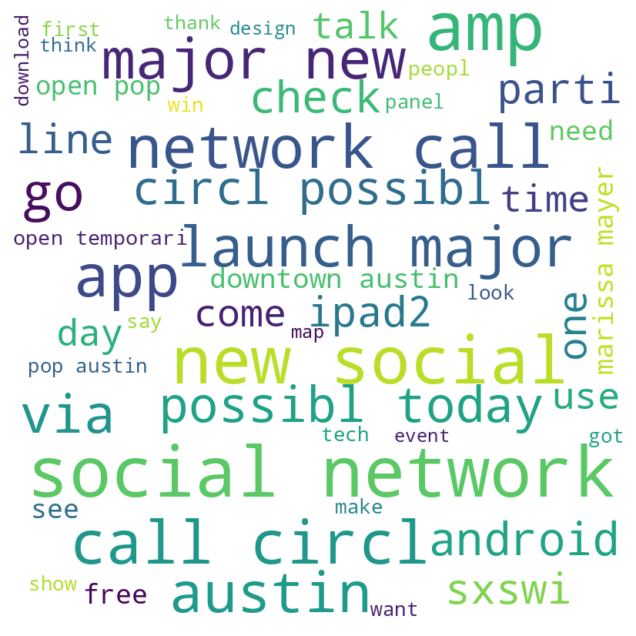 download
first
thank
design
talk
amp
think
major new
peopl
open pop
win
check
panel
parti
line
network call
need
go
circl possibl
time
open temporari
launch major
marissa mayer
app
downtown austin
look
come
ipad2
one
day
say
map
pop austin
new social
via
possibl today
use
tech
event
got
social network
see
make
call circl
android
show
free
austin
want
sxswi